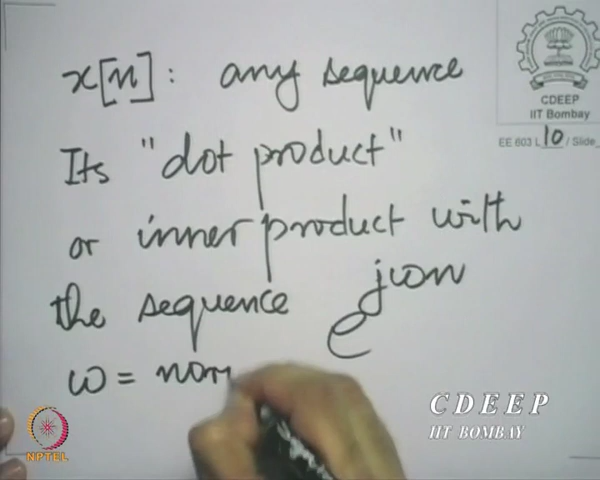 x[n] : any sequence
Its "dot product"
or inner product with
the sequence e^jωn
ω = nor
CDEEP
IIT Bombay
EE 603 L 10 / Slide
CDEEP
IIT BOMBAY
NPTEL